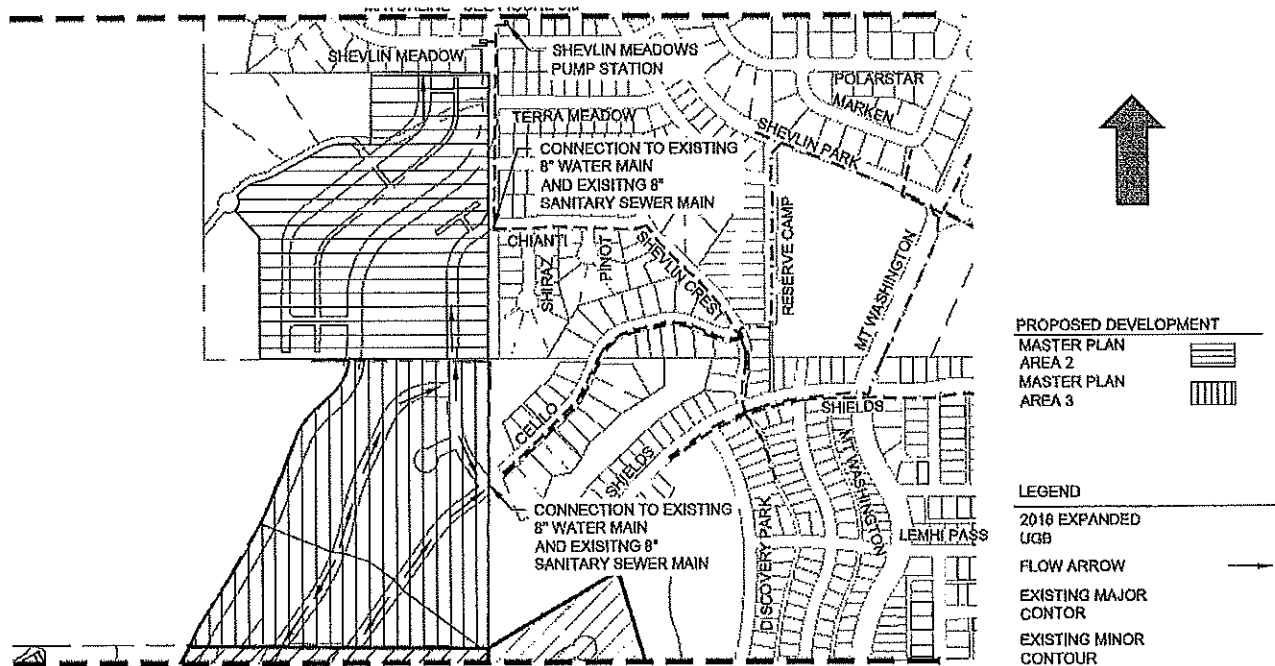 SHEVLIN MEADOW
SHEVLIN MEADOWS
PUMP STATION
POLARSTAR
MARKEN
TERRA MEADOW
SHEVLIN PARK
CONNECTION TO EXISTING
8" WATER MAIN
AND EXISITNG 8"
SANITARY SEWER MAIN
CHIANTI
SHIRAZ
PINOT
SHEVLIN CREST
RESERVE CAMP
MT WASHINGTON
PROPOSED DEVELOPMENT
MASTER PLAN
AREA 2
MASTER PLAN
AREA 3
CELILO
SHIELDS
SHIELDS
MT WASHINGTON
CONNECTION TO EXISTING
8" WATER MAIN
AND EXISITNG 8"
SANITARY SEWER MAIN
DISCOVERY PARK
LEMHI PASS
LEGEND
2016 EXPANDED
UGB
FLOW ARROW
EXISTING MAJOR
CONTOR
EXISTING MINOR
CONTOUR